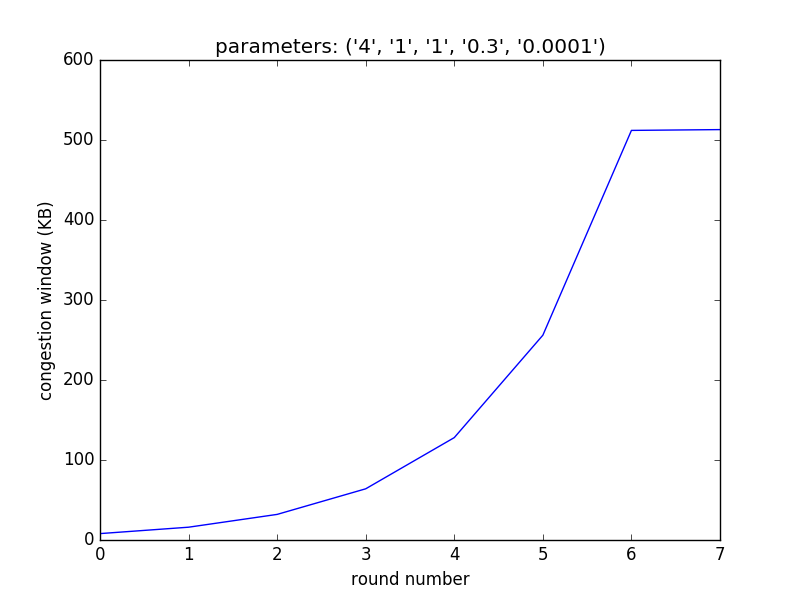 parameters: ('4', '1', '1', '0.3', '0.0001')
600
500
400
300
200
100
0
congestion window (KB)
0 1 2 3 4 5 6 7
round number